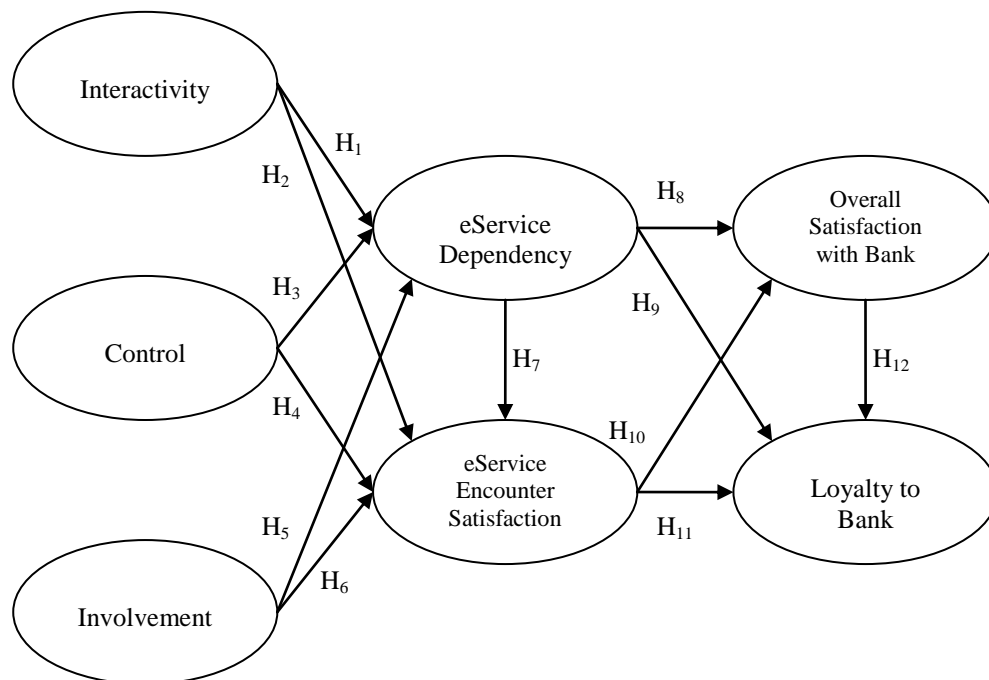 Interactivity
H1
H2
eService
Dependency
H8
Overall
Satisfaction
with Bank
H3
Control
H9
H7
H12
H4
H10
eService
Encounter
Satisfaction
Loyalty to
Bank
H5
H11
H6
Involvement